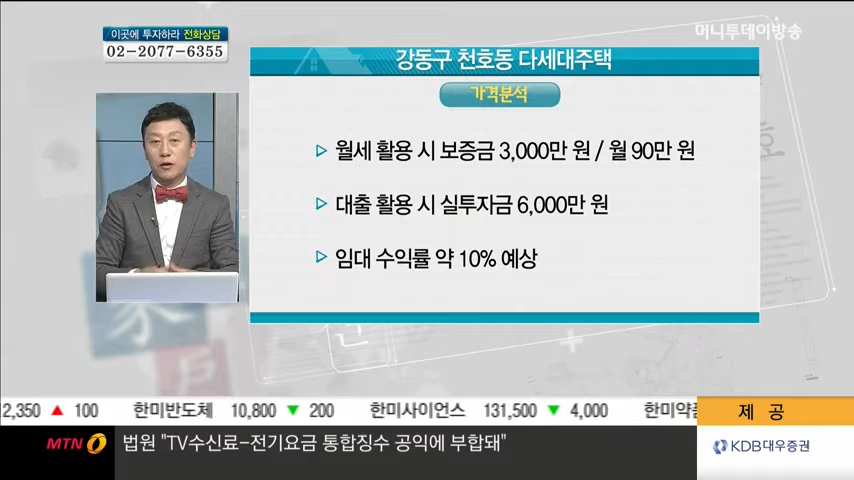 이곳에 투자하라 전화상담
02-2077-6355
머니투데이방송
강동구 천호동 다세대주택
가격분석
▷ 월세 활용 시 보증금 3,000만 원 / 월 90만 원
▷ 대출 활용 시 실투자금 6,000만 원
▷ 임대 수익률 약 10% 예상
2,350 ▲ 100 한미반도체 10,800 ▼ 200 한미사이언스 131,500 ▼ 4,000 한미약품
제 공
MTN 법원 "TV수신료-전기요금 통합징수 공익에 부합돼"
KDB대우증권